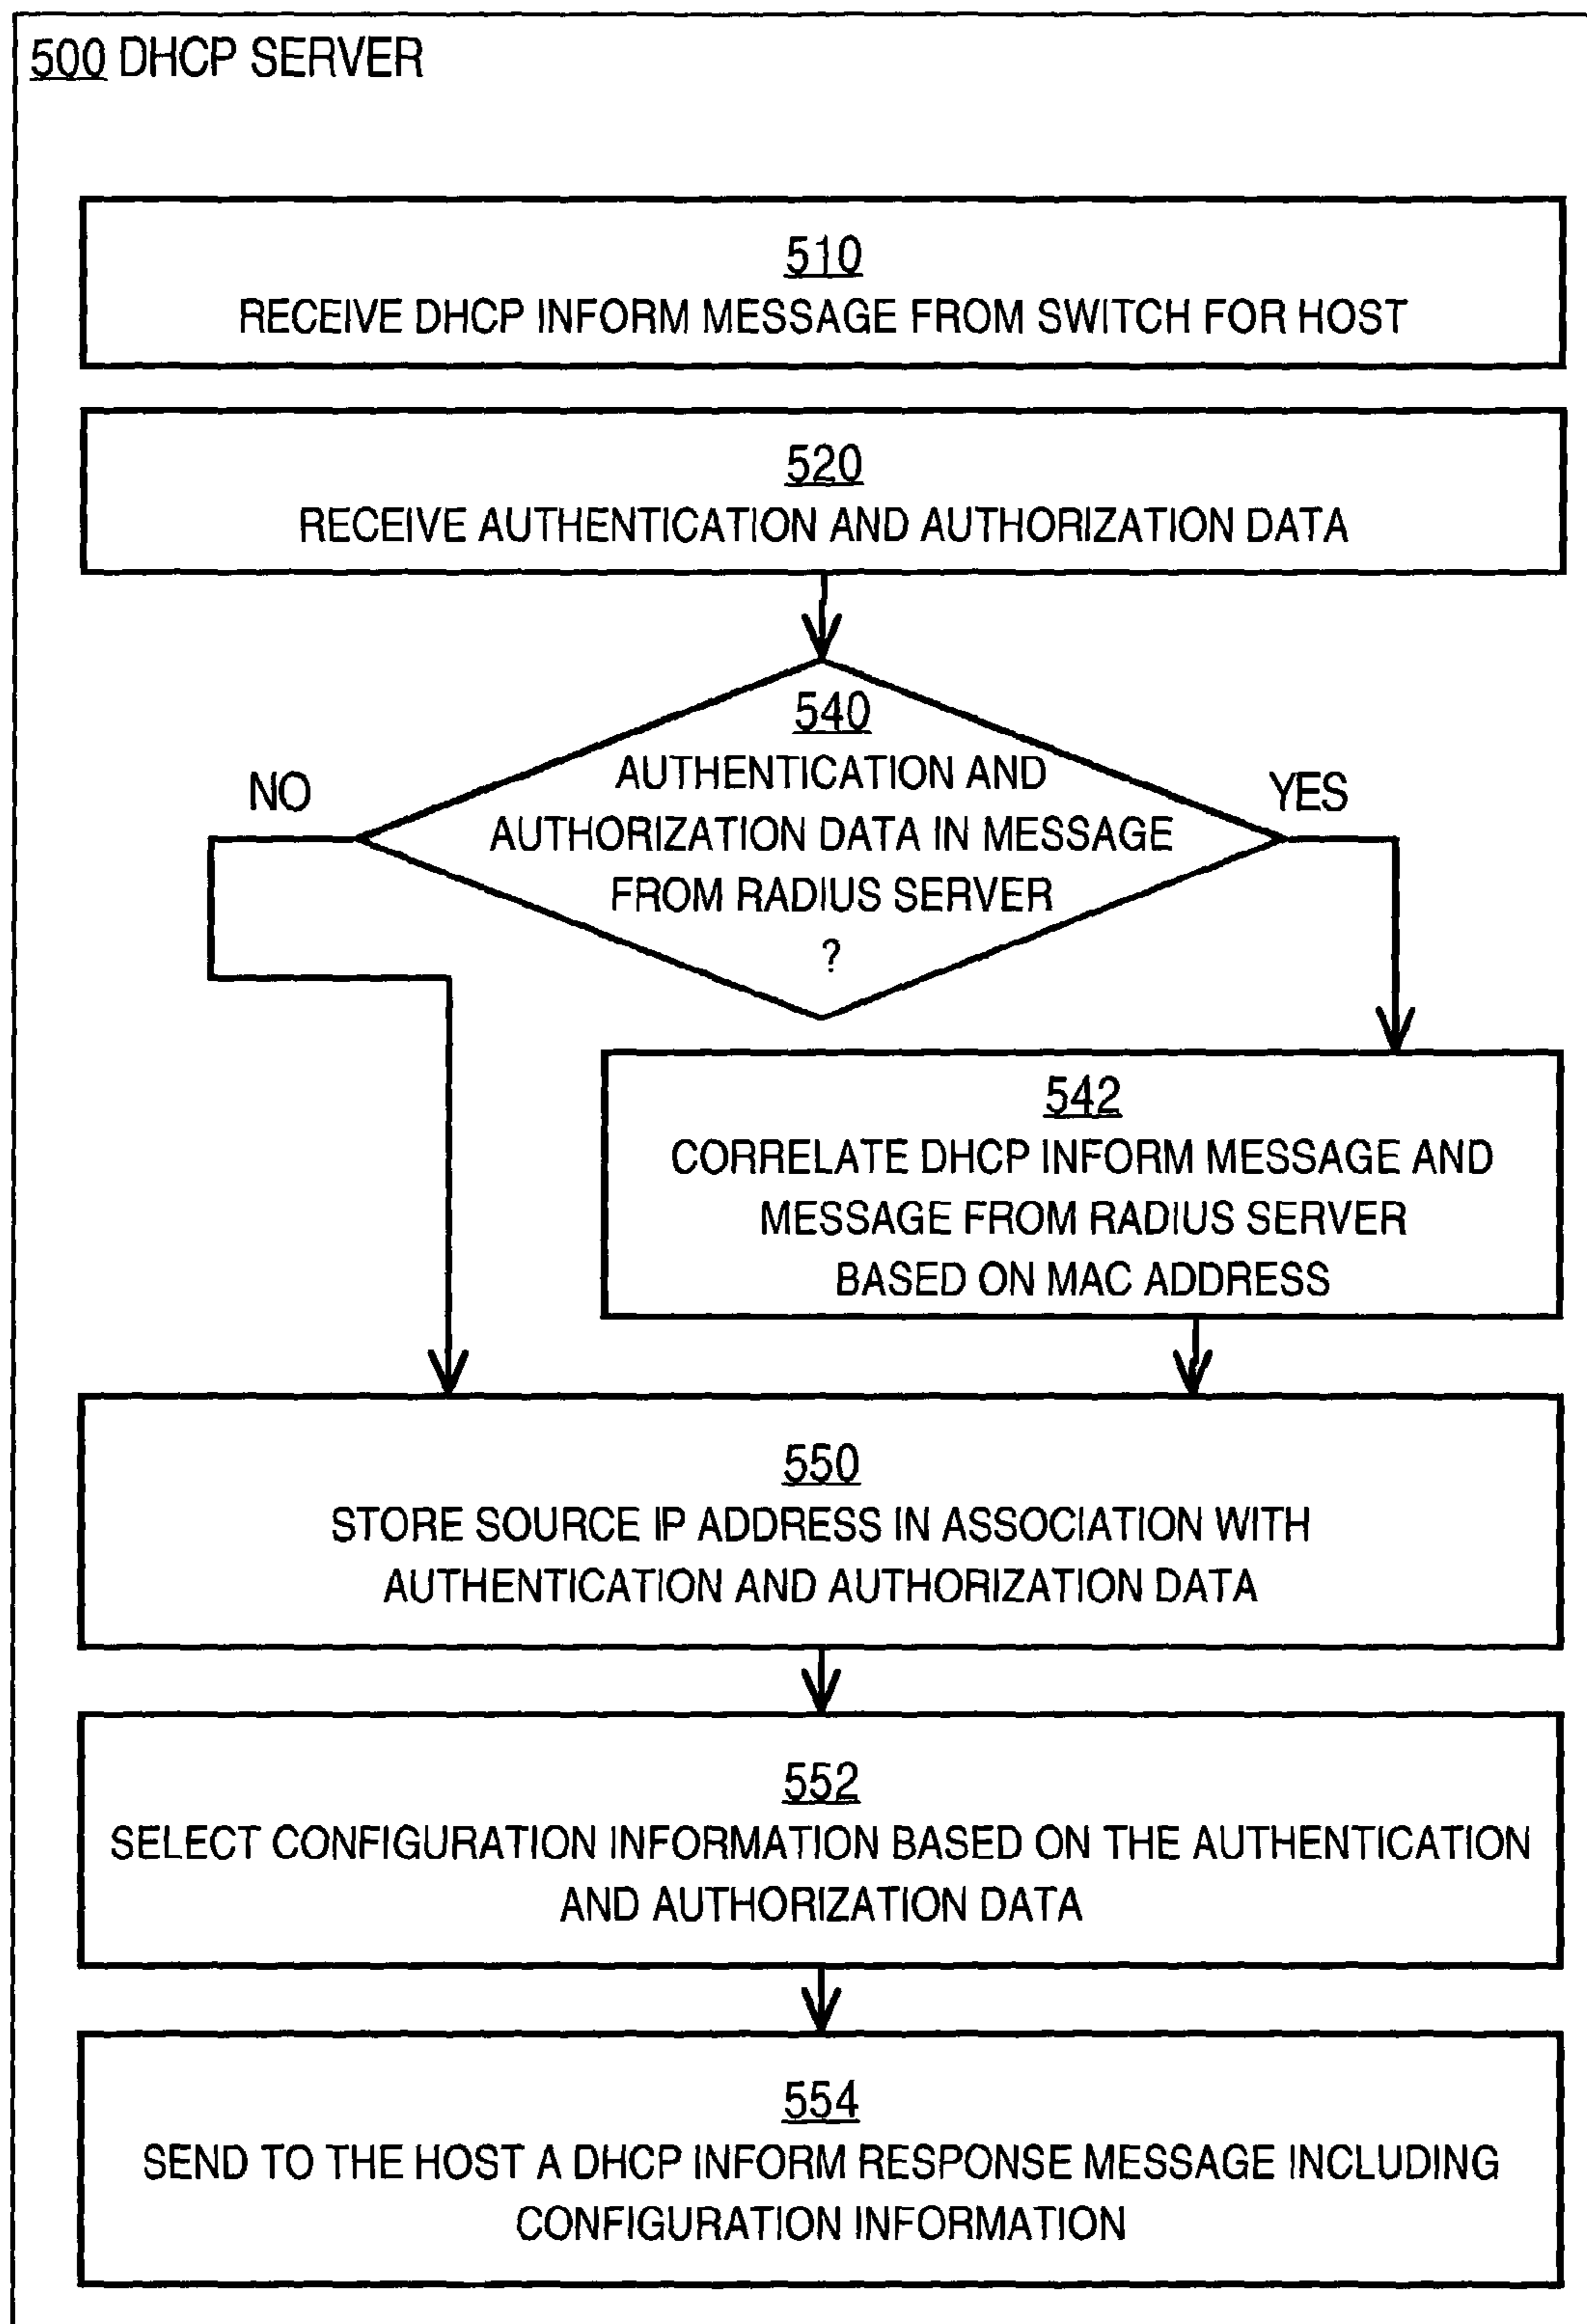 500 DHCP SERVER
510
RECEIVE DHCP INFORM MESSAGE FROM SWITCH FOR HOST
520
RECEIVE AUTHENTICATION AND AUTHORIZATION DATA
540
AUTHENTICATION AND
AUTHORIZATION DATA IN MESSAGE
FROM RADIUS SERVER
?
NO
YES
542
CORRELATE DHCP INFORM MESSAGE AND
MESSAGE FROM RADIUS SERVER
BASED ON MAC ADDRESS
550
STORE SOURCE IP ADDRESS IN ASSOCIATION WITH
AUTHENTICATION AND AUTHORIZATION DATA
552
SELECT CONFIGURATION INFORMATION BASED ON THE AUTHENTICATION
AND AUTHORIZATION DATA
554
SEND TO THE HOST A DHCP INFORM RESPONSE MESSAGE INCLUDING
CONFIGURATION INFORMATION